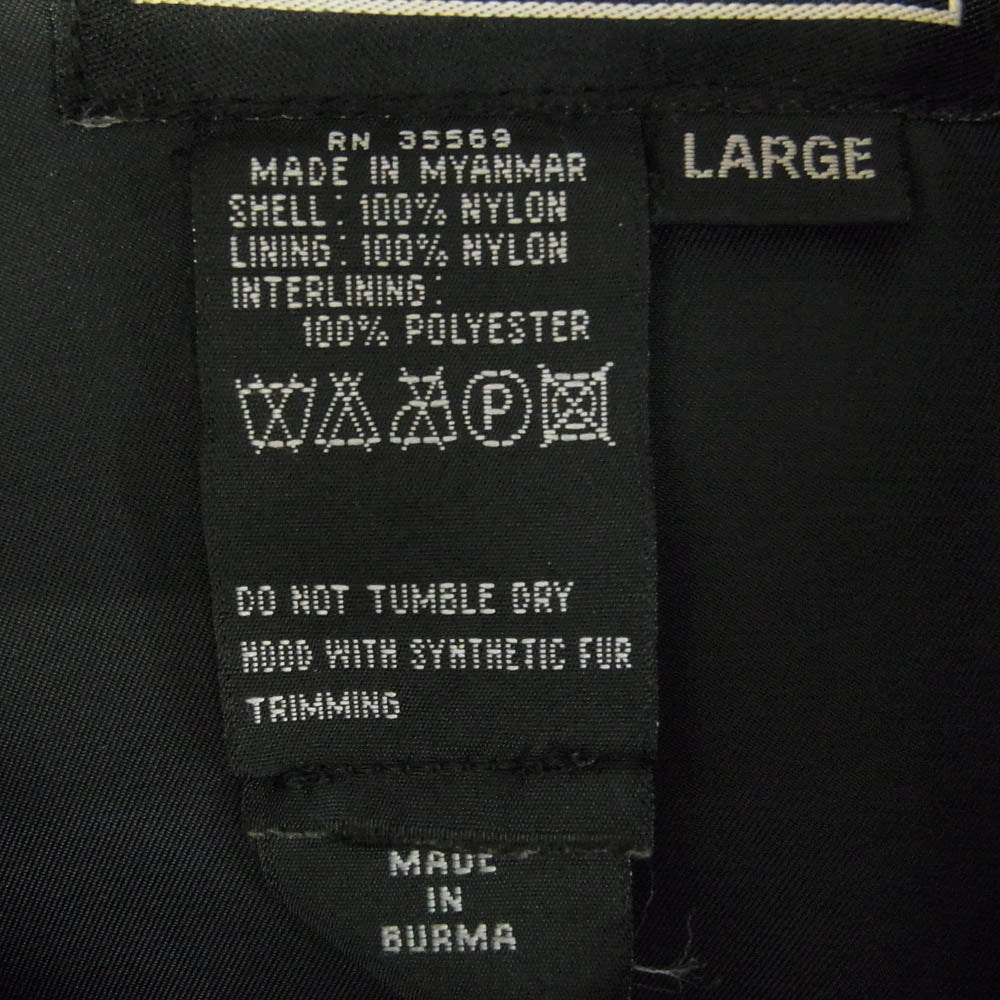 RN 35569
MADE IN MYANMAR
LARGE
SHELL: 100% NYLON
LINING: 100% NYLON
INTERLINING:
100% POLYESTER
P
DO NOT TUMBLE DRY
HOOD WITH SYNTHETIC FUR
TRIMMING
MADE
IN
BURMA